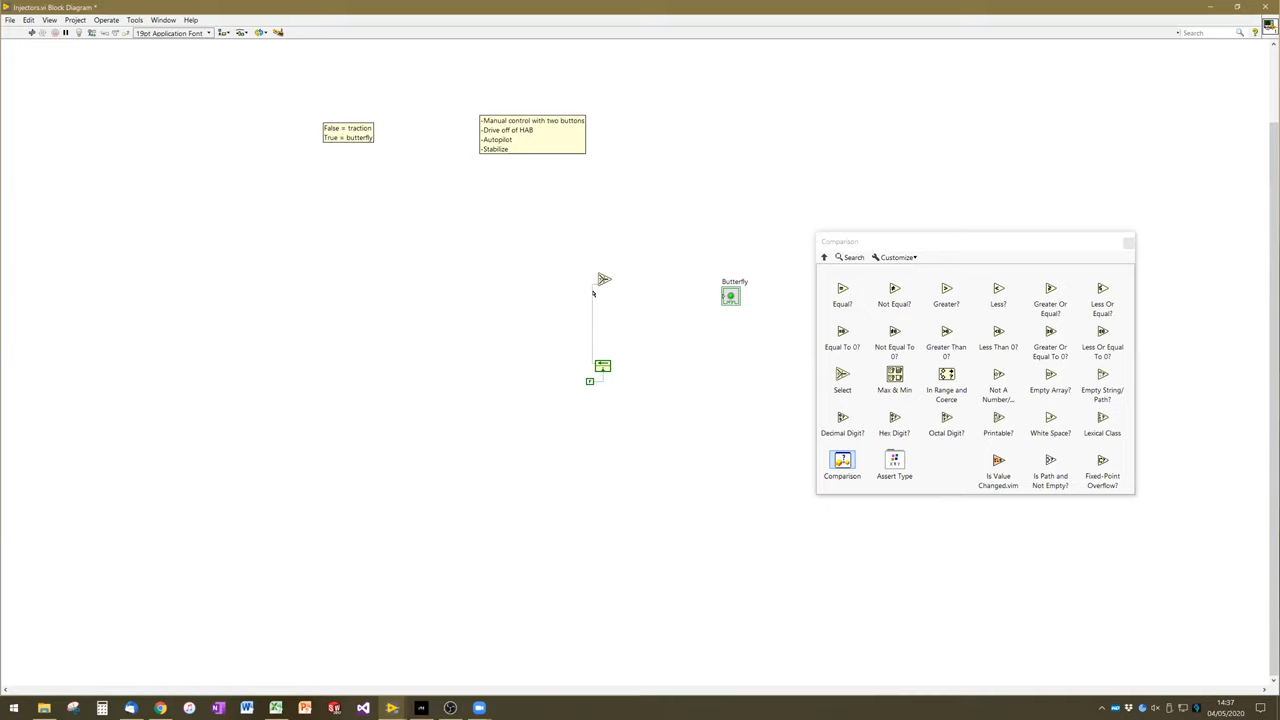 Injectors.vi Block Diagram *
File Edit View Project Operate Tools Window Help
19pt Application Font
Search
False = traction
True = butterfly
-Manual control with two buttons
-Drive off of HAB
-Autopilot
-Stabilize
Butterfly
F
Comparison
Search Customize
Equal? Not Equal? Greater? Less? Greater Or Equal? Less Or Equal?
Equal To 0? Not Equal To 0? Greater Than 0? Less Than 0? Greater Or Equal To 0? Less Or Equal To 0?
Select Max & Min In Range and Coerce Not A Number/... Empty Array? Empty String/ Path?
Decimal Digit? Hex Digit? Octal Digit? Printable? White Space? Lexical Class
Comparison Assert Type Is Value Changed.vim Is Path and Not Empty? Fixed-Point Overflow?
14:37
04/05/2020